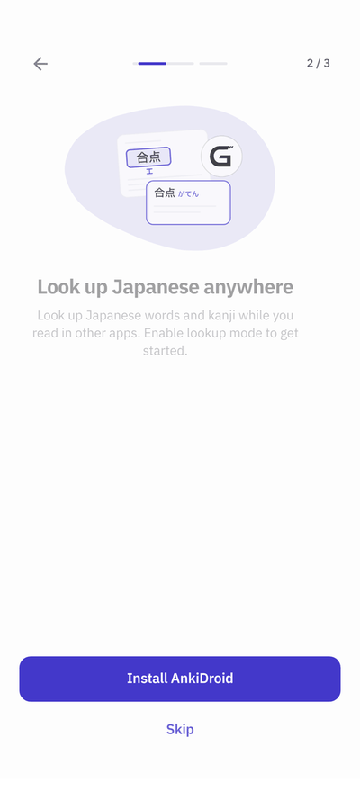 2 / 3
合点
G
合点 がてん
Look up Japanese anywhere
Look up Japanese words and kanji while you
read in other apps. Enable lookup mode to get
started.
Install AnkiDroid
Skip